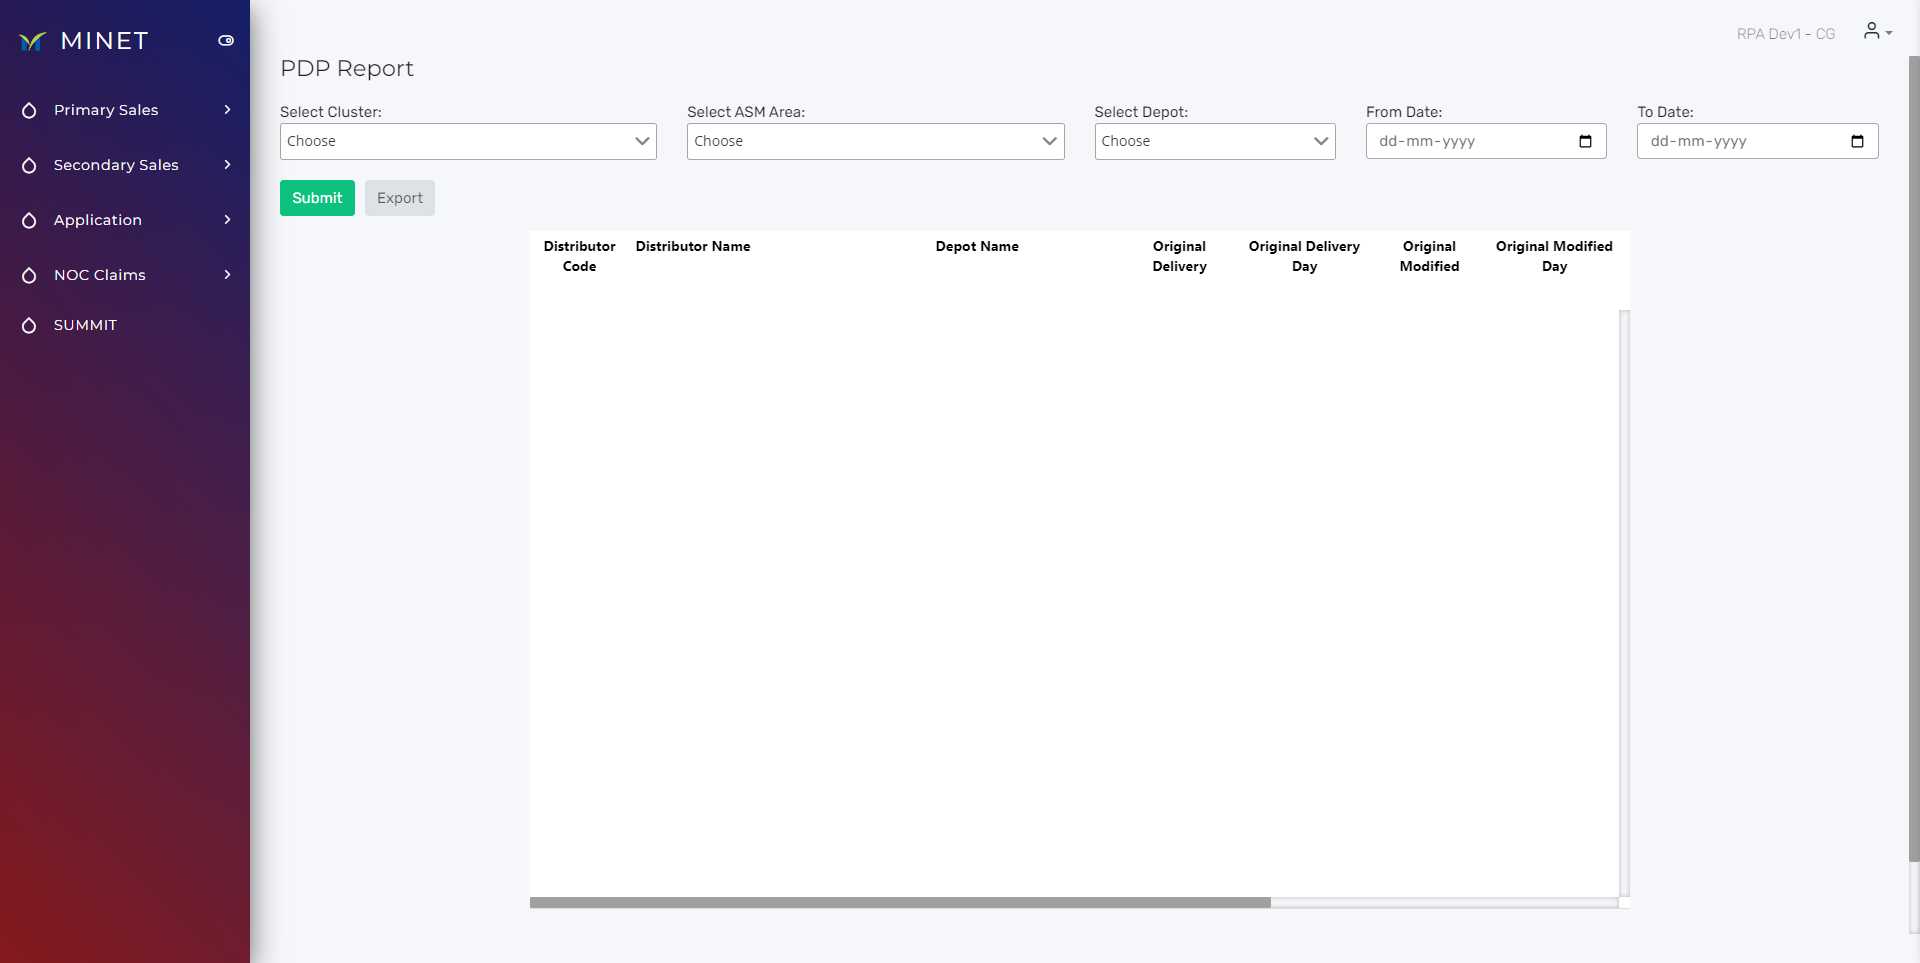 MINET
RPA Dev1 - CG
Primary Sales
Secondary Sales
Application
NOC Claims
SUMMIT
PDP Report
Select Cluster:
Choose
Select ASM Area:
Choose
Select Depot:
Choose
From Date:
dd-mm-yyyy
To Date:
dd-mm-yyyy
Submit
Export
Distributor
Code
Distributor Name
Depot Name
Original
Delivery
Original Delivery
Day
Original
Modified
Original Modified
Day